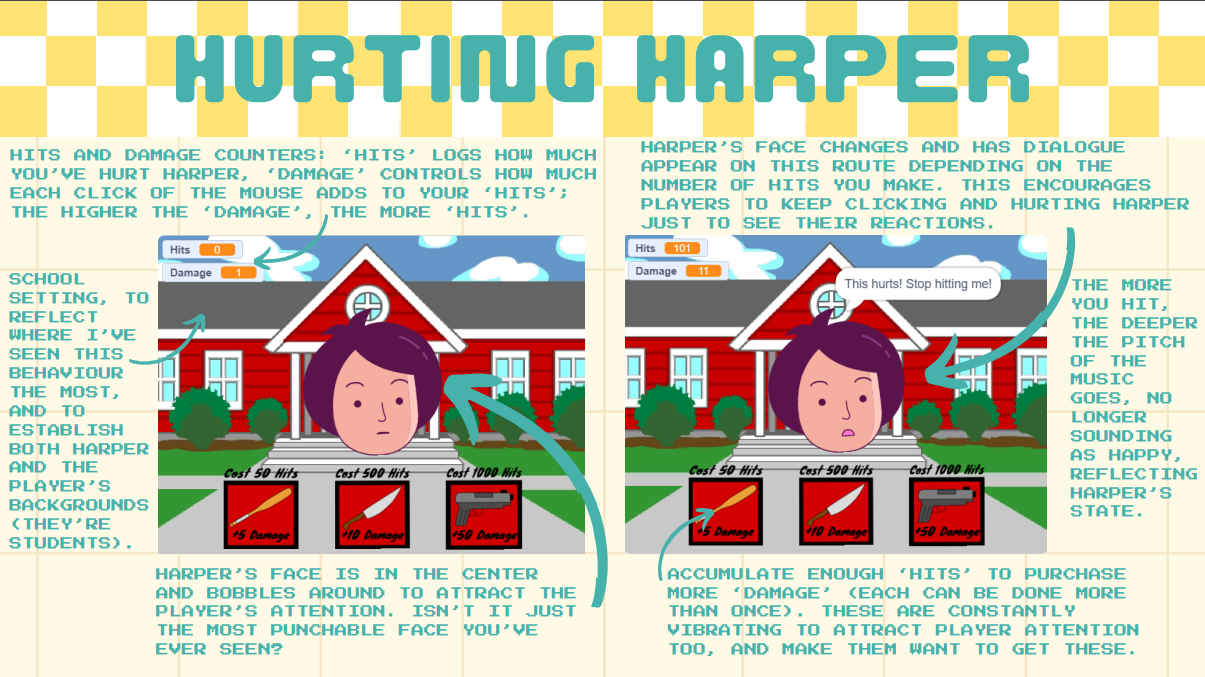 HURTING HARPER
HITS AND DAMAGE COUNTERS: ‘HITS’ LOGS HOW MUCH
YOU’VE HURT HARPER, ‘DAMAGE’ CONTROLS HOW MUCH
EACH CLICK OF THE MOUSE ADDS TO YOUR ‘HITS’;
THE HIGHER THE ‘DAMAGE’, THE MORE ‘HITS’.
HARPER’S FACE CHANGES AND HAS DIALOGUE
APPEAR ON THIS ROUTE DEPENDING ON THE
NUMBER OF HITS YOU MAKE. THIS ENCOURAGES
PLAYERS TO KEEP CLICKING AND HURTING HARPER
JUST TO SEE THEIR REACTIONS.
SCHOOL
SETTING, TO
REFLECT
WHERE I’VE
SEEN THIS
BEHAVIOUR
THE MOST,
AND TO
ESTABLISH
BOTH HARPER
AND THE
PLAYER’S
BACKGROUNDS
(THEY’RE
STUDENTS).
Hits 0
Damage 1
Cost 50 Hits
+5 Damage
Cost 500 Hits
+10 Damage
Cost 1000 Hits
+50 Damage
Hits 101
Damage 11
This hurts! Stop hitting me!
Cost 50 Hits
+5 Damage
Cost 500 Hits
+10 Damage
Cost 1000 Hits
+50 Damage
THE MORE
YOU HIT,
THE DEEPER
THE PITCH
OF THE
MUSIC
GOES, NO
LONGER
SOUNDING
AS HAPPY,
REFLECTING
HARPER’S
STATE.
HARPER’S FACE IS IN THE CENTER
AND BOBBLES AROUND TO ATTRACT THE
PLAYER’S ATTENTION. ISN’T IT JUST
THE MOST PUNCHABLE FACE YOU’VE
EVER SEEN?
ACCUMULATE ENOUGH ‘HITS’ TO PURCHASE
MORE ‘DAMAGE’ (EACH CAN BE DONE MORE
THAN ONCE). THESE ARE CONSTANTLY
VIBRATING TO ATTRACT PLAYER ATTENTION
TOO, AND MAKE THEM WANT TO GET THESE.